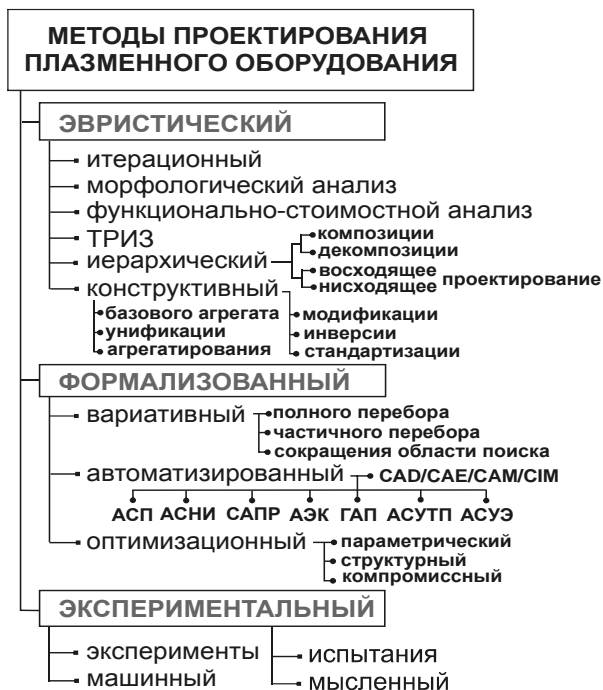 МЕТОДЫ ПРОЕКТИРОВАНИЯ
ПЛАЗМЕННОГО ОБОРУДОВАНИЯ
ЭВРИСТИЧЕСКИЙ
итерационный
морфологический анализ
функционально-стоимостной анализ
ТРИЗ
иерархический
композиции
декомпозиции
восходящее
нисходящее
проектирование
конструктивный
базового агрегата
унификации
агрегатирования
модификации
инверсии
стандартизации
ФОРМАЛИЗОВАННЫЙ
вариативный
полного перебора
частичного перебора
сокращения области поиска
автоматизированный
CAD/CAE/CAM/CIM
АСП АСНИ САПР АЭК ГАП АСУТП АСУЭ
оптимизационный
параметрический
структурный
компромиссный
ЭКСПЕРИМЕНТАЛЬНЫЙ
эксперименты
испытания
машинный
мысленный